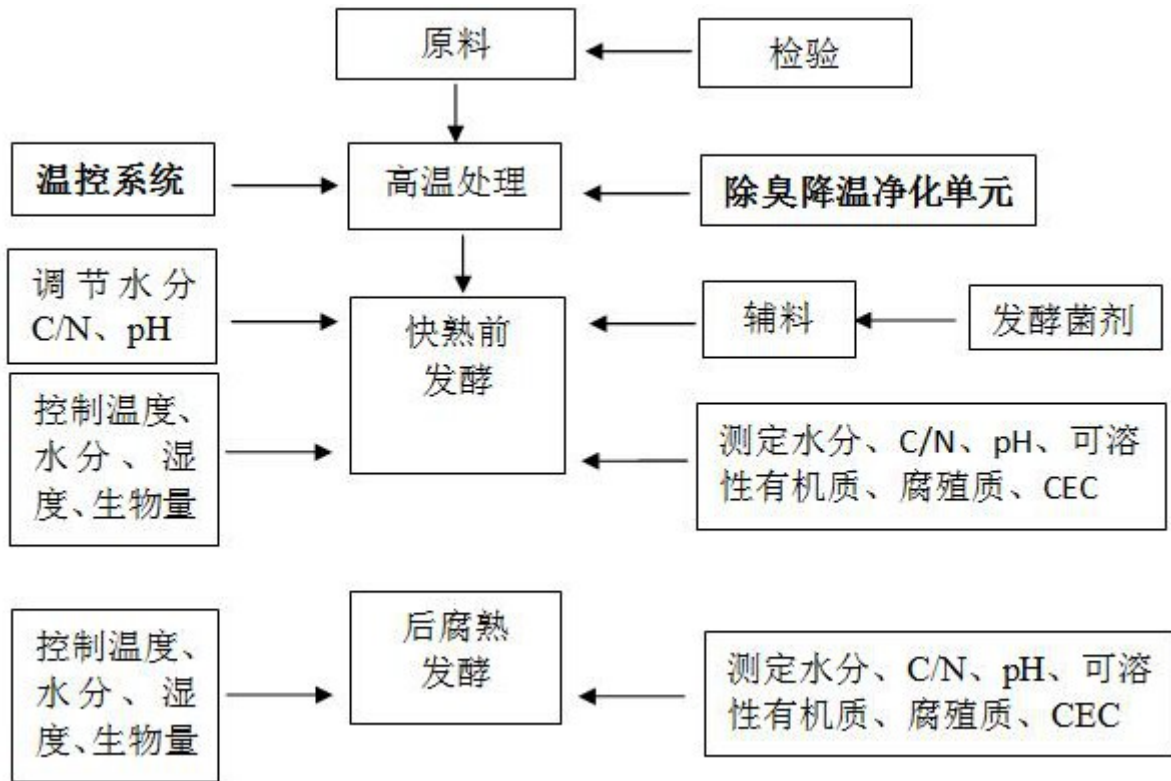 原料
检验
温控系统
高温处理
除臭降温净化单元
调节水分
C/N、pH
快熟前
发酵
辅料
发酵菌剂
控制温度、
水分、湿
度、生物量
测定水分、C/N、pH、可溶
性有机质、腐殖质、CEC
控制温度、
水分、湿
度、生物量
后腐熟
发酵
测定水分、C/N、pH、可溶
性有机质、腐殖质、CEC